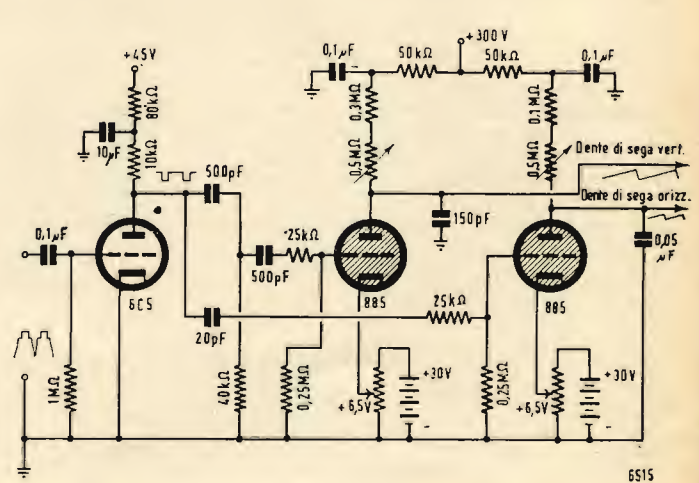 +45V
80kΩ
10µF
10kΩ
0,1µF
+300V
50kΩ
50kΩ
0,1µF
0,3MΩ
0,1MΩ
0,5MΩ
0,5MΩ
Dente di sega vert.
Dente di sega orizz.
500pF
150pF
0,05
µF
0,1µF
25kΩ
500pF
6C5
885
885
20pF
25kΩ
1MΩ
40kΩ
0,25MΩ
+30V
+6,5V
0,25MΩ
+30V
+6,5V
6515